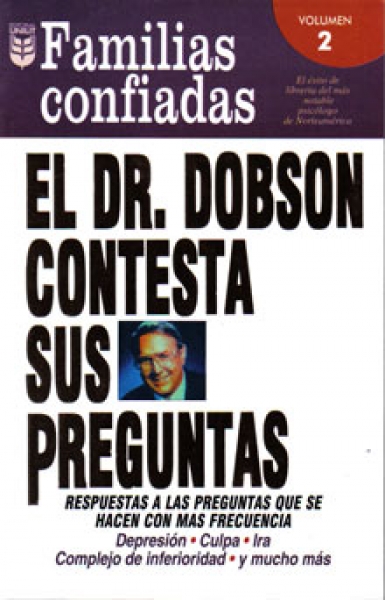 UNILIT
Familias
confiadas
VOLUMEN
2
El éxito de
librería del más
notable
psicólogo
de Norteamérica
EL DR. DOBSON
CONTESTA
SUS
PREGUNTAS
RESPUESTAS A LAS PREGUNTAS QUE SE
HACEN CON MAS FRECUENCIA
Depresión • Culpa • Ira
Complejo de inferioridad • y mucho más